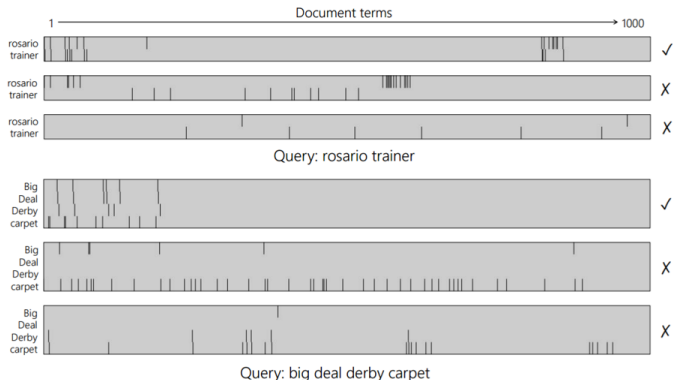 Document terms
1 1000
rosario
trainer
✓
rosario
trainer
✗
rosario
trainer
✗
Query: rosario trainer
Big
Deal
Derby
carpet
✓
Big
Deal
Derby
carpet
✗
Big
Deal
Derby
carpet
✗
Query: big deal derby carpet